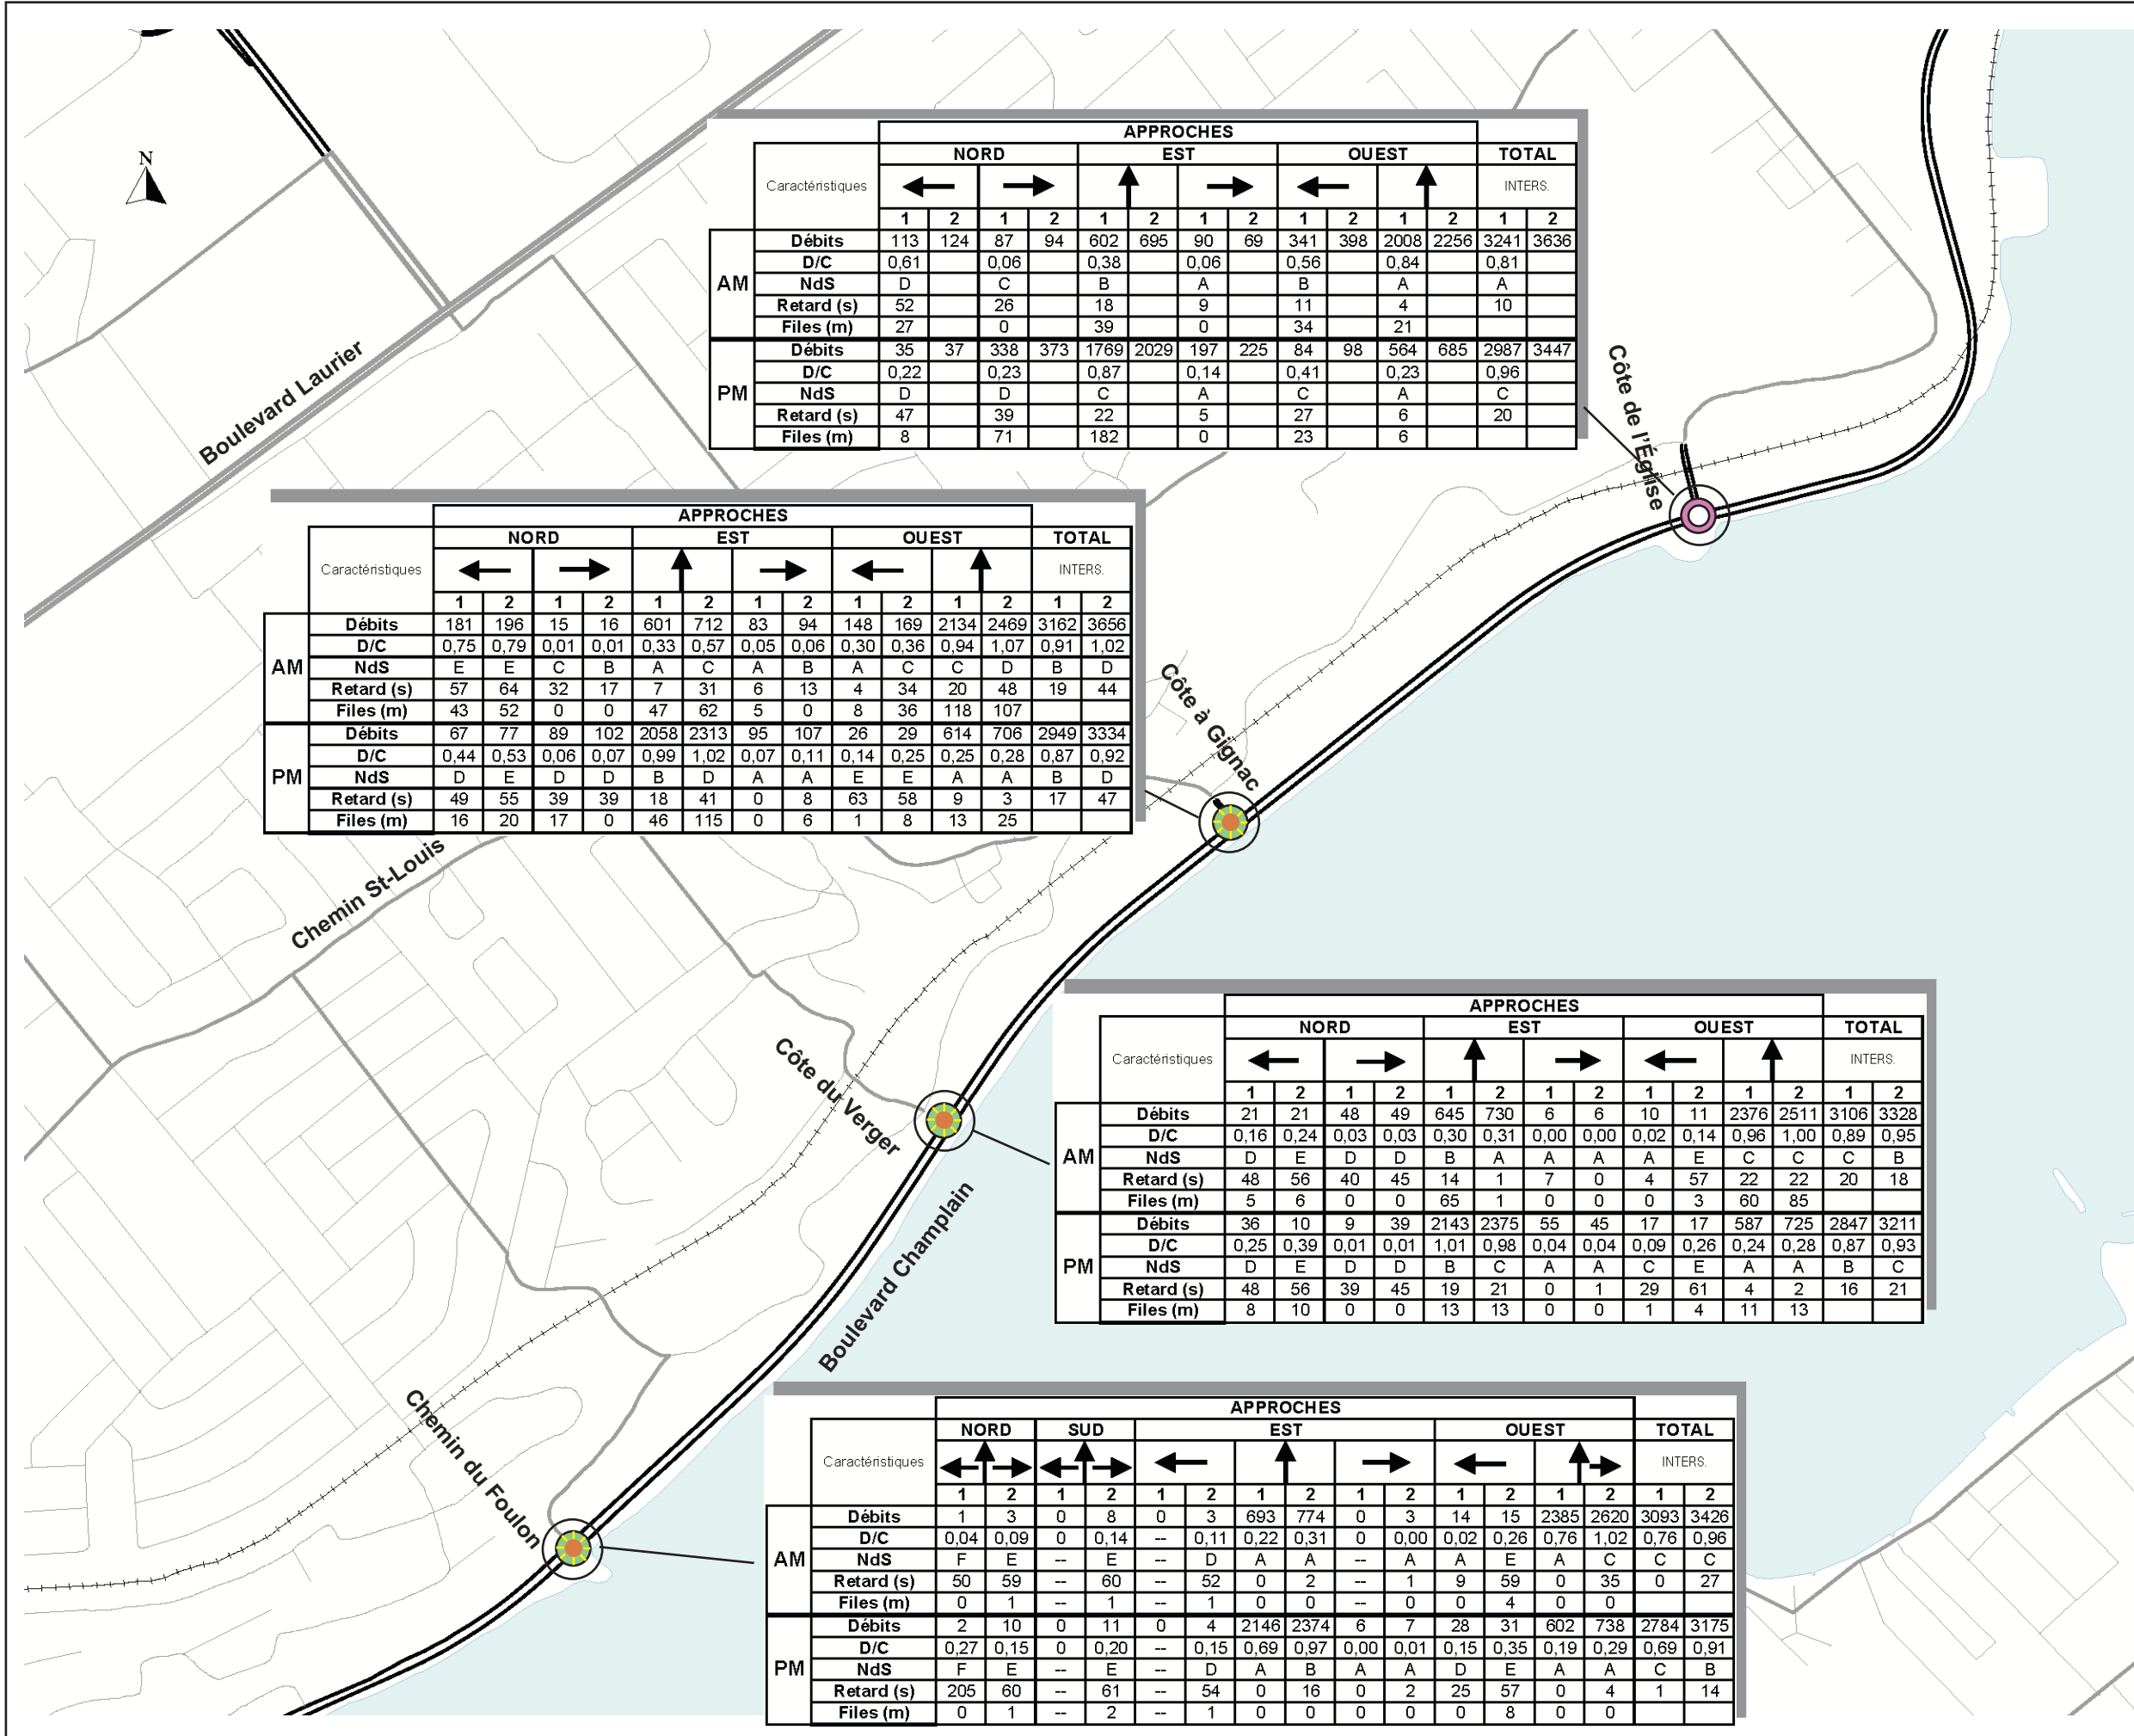 N
APPROCHES
NORD EST OUEST TOTAL
Caractéristiques INTERS.
1 2 1 2 1 2 1 2 1 2 1 2 1 2
AM
Débits 113 124 87 94 602 695 90 69 341 398 2008 2256 3241 3636
D/C 0,61 0,06 0,38 0,06 0,56 0,84 0,81
NdS D C B A B A A
Retard (s) 52 26 18 9 11 4 10
Files (m) 27 0 39 0 34 21
PM
Débits 35 37 338 373 1769 2029 197 225 84 98 564 685 2987 3447
D/C 0,22 0,23 0,87 0,14 0,41 0,23 0,96
NdS D D C A C A C
Retard (s) 47 39 22 5 27 6 20
Files (m) 8 71 182 0 23 6
Boulevard Laurier
Côte de l'Église
APPROCHES
NORD EST OUEST TOTAL
Caractéristiques INTERS.
1 2 1 2 1 2 1 2 1 2 1 2 1 2
AM
Débits 181 196 15 16 601 712 83 94 148 169 2134 2469 3162 3656
D/C 0,75 0,79 0,01 0,01 0,33 0,57 0,05 0,06 0,30 0,36 0,94 1,07 0,91 1,02
NdS E E C B A C A B A C C D B D
Retard (s) 57 64 32 17 7 31 6 13 4 34 20 48 19 44
Files (m) 43 52 0 0 47 62 5 0 8 36 118 107
PM
Débits 67 77 89 102 2058 2313 95 107 26 29 614 706 2949 3334
D/C 0,44 0,53 0,06 0,07 0,99 1,02 0,07 0,11 0,14 0,25 0,25 0,28 0,87 0,92
NdS D E D D B D A A E E A A B D
Retard (s) 49 55 39 39 18 41 0 8 63 58 9 3 17 47
Files (m) 16 20 17 0 46 115 0 6 1 8 13 25
Côte à Gignac
Chemin St-Louis
Côte du Verger
APPROCHES
NORD EST OUEST TOTAL
Caractéristiques INTERS.
1 2 1 2 1 2 1 2 1 2 1 2 1 2
AM
Débits 21 21 48 49 645 730 6 6 10 11 2376 2511 3106 3328
D/C 0,16 0,24 0,03 0,03 0,30 0,31 0,00 0,00 0,02 0,14 0,96 1,00 0,89 0,95
NdS D E D D B A A A A E C C C B
Retard (s) 48 56 40 45 14 1 7 0 4 57 22 22 20 18
Files (m) 5 6 0 0 65 1 0 0 0 3 60 85
PM
Débits 36 10 9 39 2143 2375 55 45 17 17 587 725 2847 3211
D/C 0,25 0,39 0,01 0,01 1,01 0,98 0,04 0,04 0,09 0,26 0,24 0,28 0,87 0,93
NdS D E D D B C A A C E A A B C
Retard (s) 48 56 39 45 19 21 0 1 29 61 4 2 16 21
Files (m) 8 10 0 0 13 13 0 0 1 4 11 13
Boulevard Champlain
Chemin du Foulon
APPROCHES
NORD SUD EST OUEST TOTAL
Caractéristiques INTERS.
1 2 1 2 1 2 1 2 1 2 1 2 1 2 1 2
AM
Débits 1 3 0 8 0 3 693 774 0 3 14 15 2385 2620 3093 3426
D/C 0,04 0,09 0 0,14 -- 0,11 0,22 0,31 0 0,00 0,02 0,26 0,76 1,02 0,76 0,96
NdS F E -- E -- D A A -- A A E A C C C
Retard (s) 50 59 -- 60 -- 52 0 2 -- 1 9 59 0 35 0 27
Files (m) 0 1 -- 1 -- 1 0 0 -- 0 0 4 0 0
PM
Débits 2 10 0 11 0 4 2146 2374 6 7 28 31 602 738 2784 3175
D/C 0,27 0,15 0 0,20 -- 0,15 0,69 0,97 0,00 0,01 0,15 0,35 0,19 0,29 0,69 0,91
NdS F E -- E -- D A B A A D E A A C B
Retard (s) 205 60 -- 61 -- 54 0 16 0 2 25 57 0 4 1 14
Files (m) 0 1 -- 2 -- 1 0 0 0 0 0 8 0 0